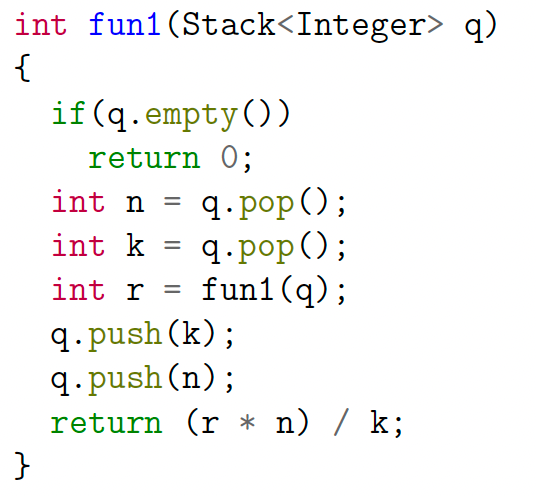 int fun1(Stack<Integer> q)
{
  if(q.empty())
    return 0;
  int n = q.pop();
  int k = q.pop();
  int r = fun1(q);
  q.push(k);
  q.push(n);
  return (r * n) / k;
}